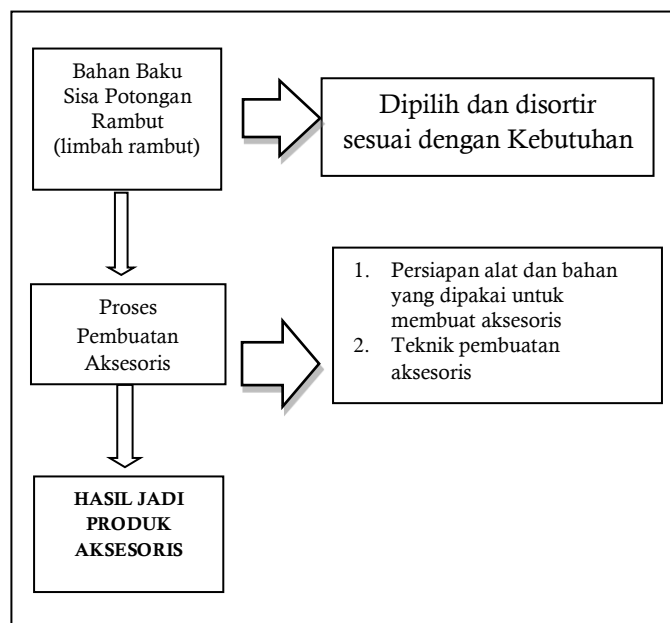 Bahan Baku
Sisa Potongan
Rambut
(limbah rambut)
Dipilih dan disortir
sesuai dengan Kebutuhan
Proses
Pembuatan
Aksesoris
1. Persiapan alat dan bahan
yang dipakai untuk
membuat aksesoris
2. Teknik pembuatan
aksesoris
HASIL JADI
PRODUK
AKSESORIS